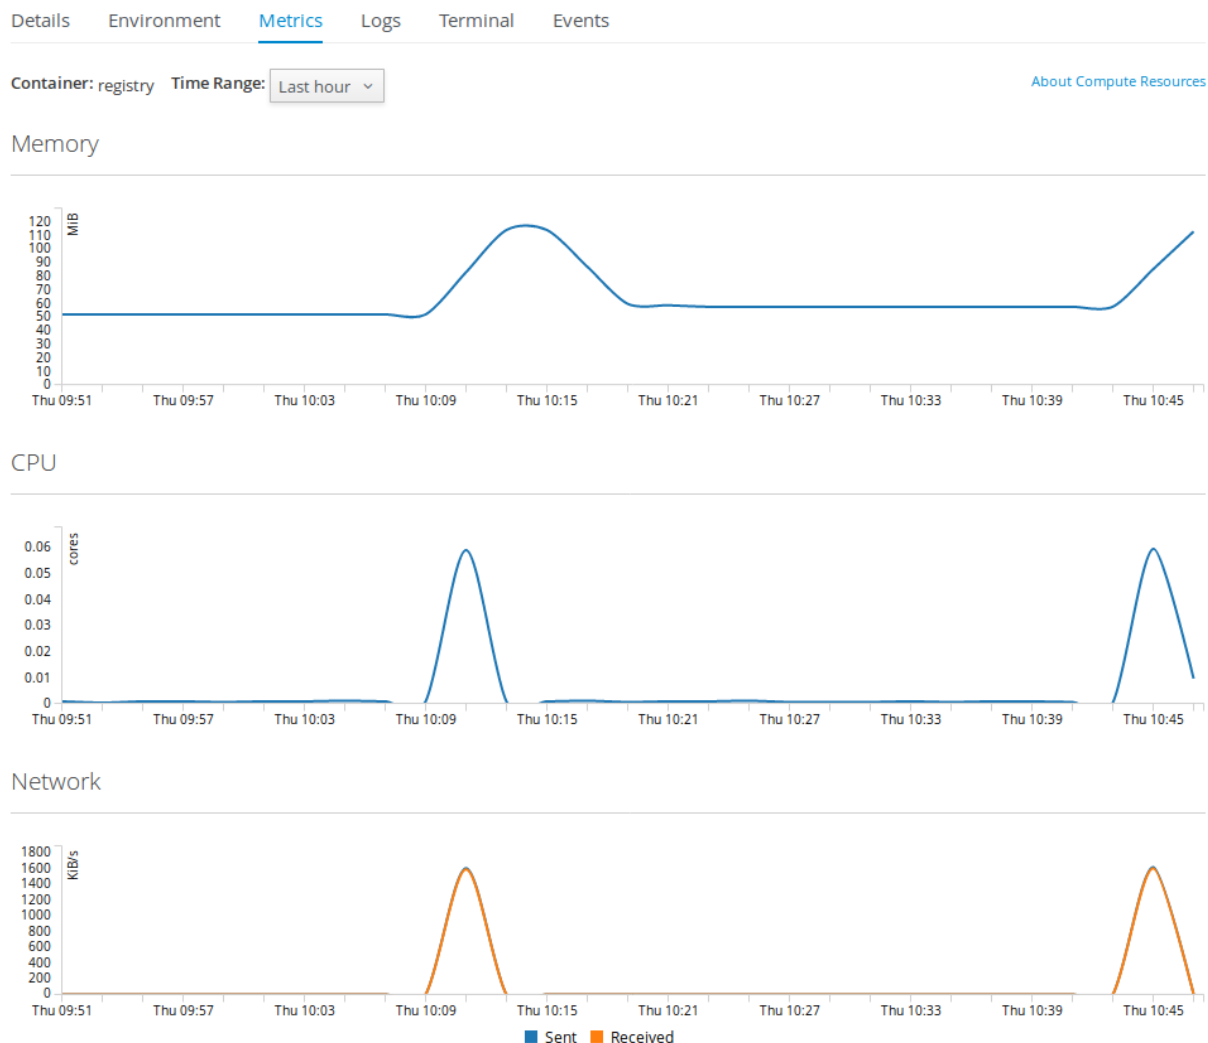 Details Environment Metrics Logs Terminal Events
Container: registry Time Range: Last hour
About Compute Resources
Memory
MiB
120
110
100
90
80
70
60
50
40
30
20
10
0
Thu 09:51 Thu 09:57 Thu 10:03 Thu 10:09 Thu 10:15 Thu 10:21 Thu 10:27 Thu 10:33 Thu 10:39 Thu 10:45
CPU
cores
0.06
0.05
0.04
0.03
0.02
0.01
0
Thu 09:51 Thu 09:57 Thu 10:03 Thu 10:09 Thu 10:15 Thu 10:21 Thu 10:27 Thu 10:33 Thu 10:39 Thu 10:45
Network
KiB/s
1800
1600
1400
1200
1000
800
600
400
200
0
Thu 09:51 Thu 09:57 Thu 10:03 Thu 10:09 Thu 10:15 Thu 10:21 Thu 10:27 Thu 10:33 Thu 10:39 Thu 10:45
Sent Received